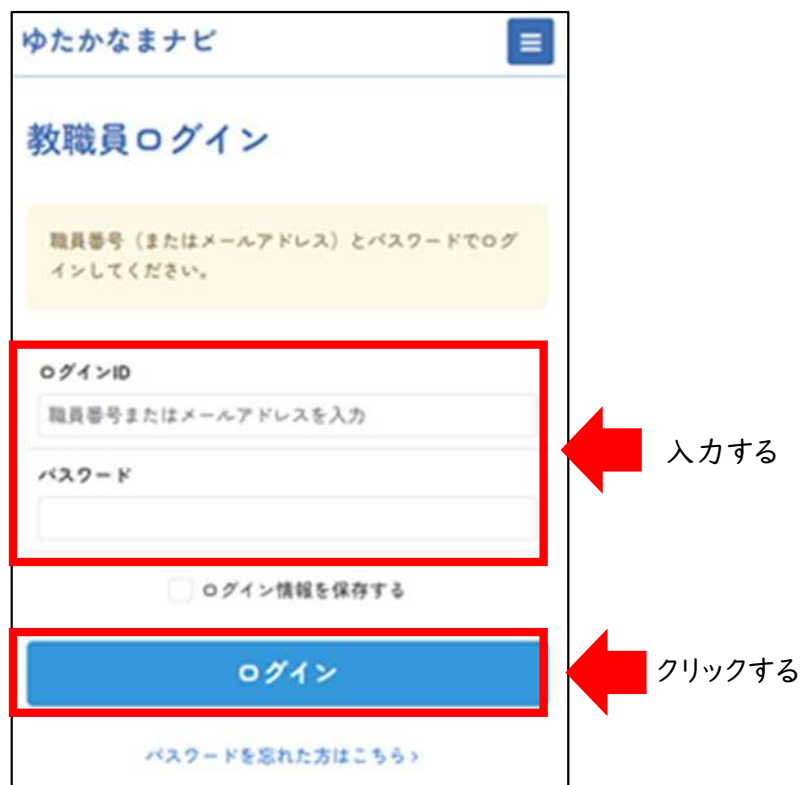 ゆたかなまナビ
教職員ログイン
職員番号（またはメールアドレス）とパスワードでログ
インしてください。
ログインID
職員番号またはメールアドレスを入力
入力する
パスワード
ログイン情報を保存する
ログイン
クリックする
パスワードを忘れた方はこちら›